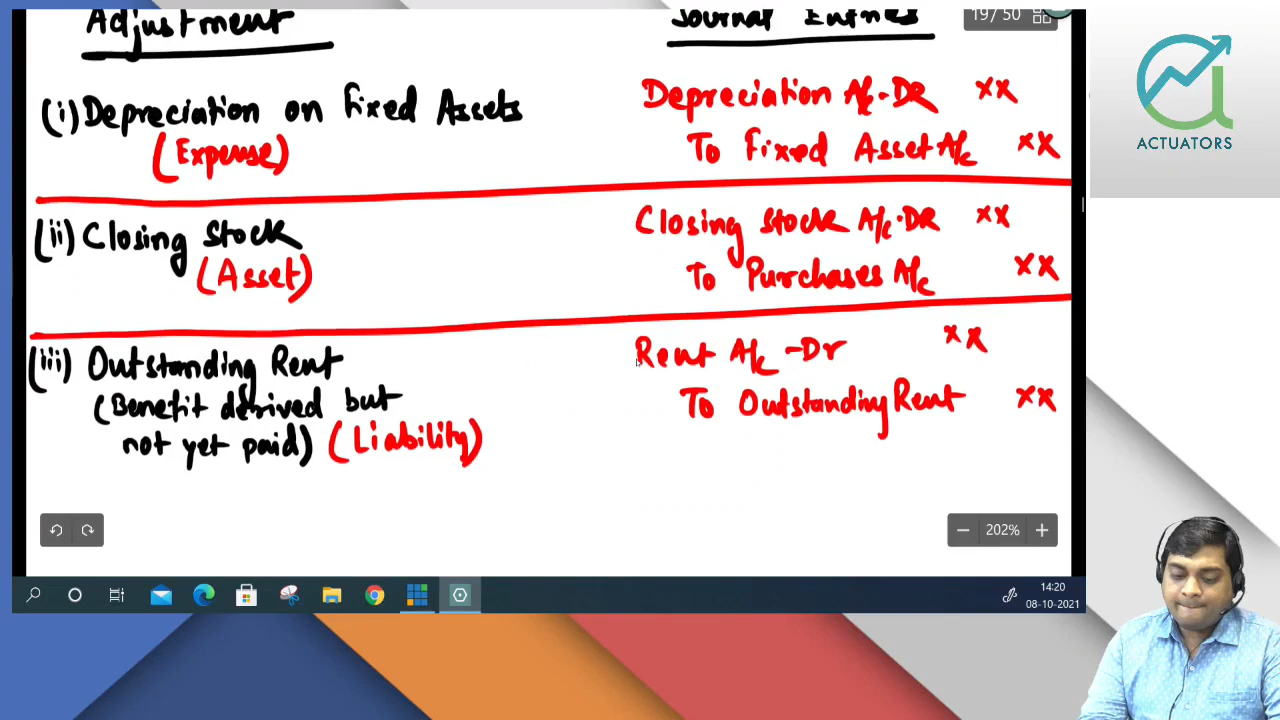 Adjustment
Journal Entries
19 / 50
ACTUATORS
(i) Depreciation on Fixed Assets
(Expense)
Depreciation A/c - DR xx
To Fixed Asset A/c xx
(ii) Closing Stock
(Asset)
Closing Stock A/c - DR xx
To Purchases A/c xx
(iii) Outstanding Rent
(Benefit derived but
not yet paid) (Liability)
Rent A/c - Dr xx
To Outstanding Rent xx
202%
14:20
08-10-2021